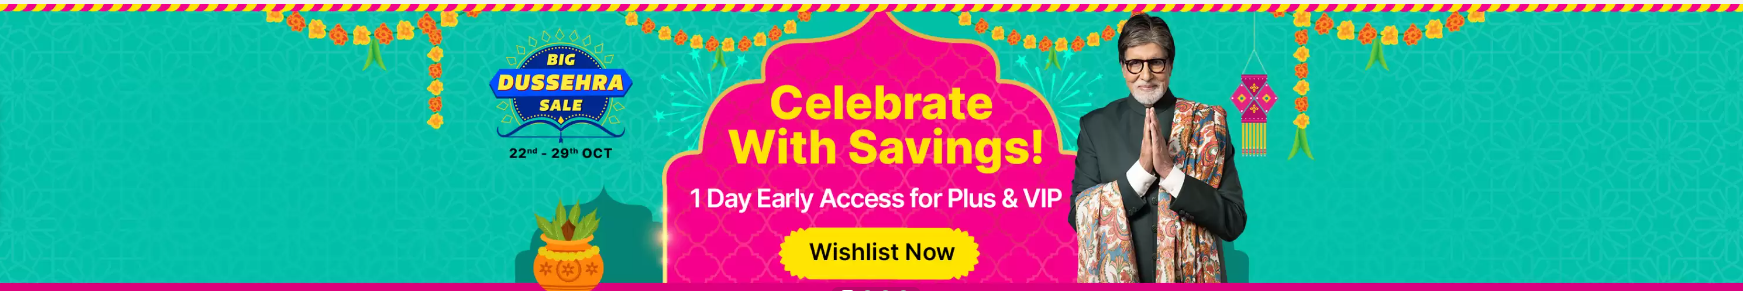 BIG
DUSSEHRA
SALE
22nd - 29th OCT
Celebrate
With Savings!
1 Day Early Access for Plus & VIP
Wishlist Now